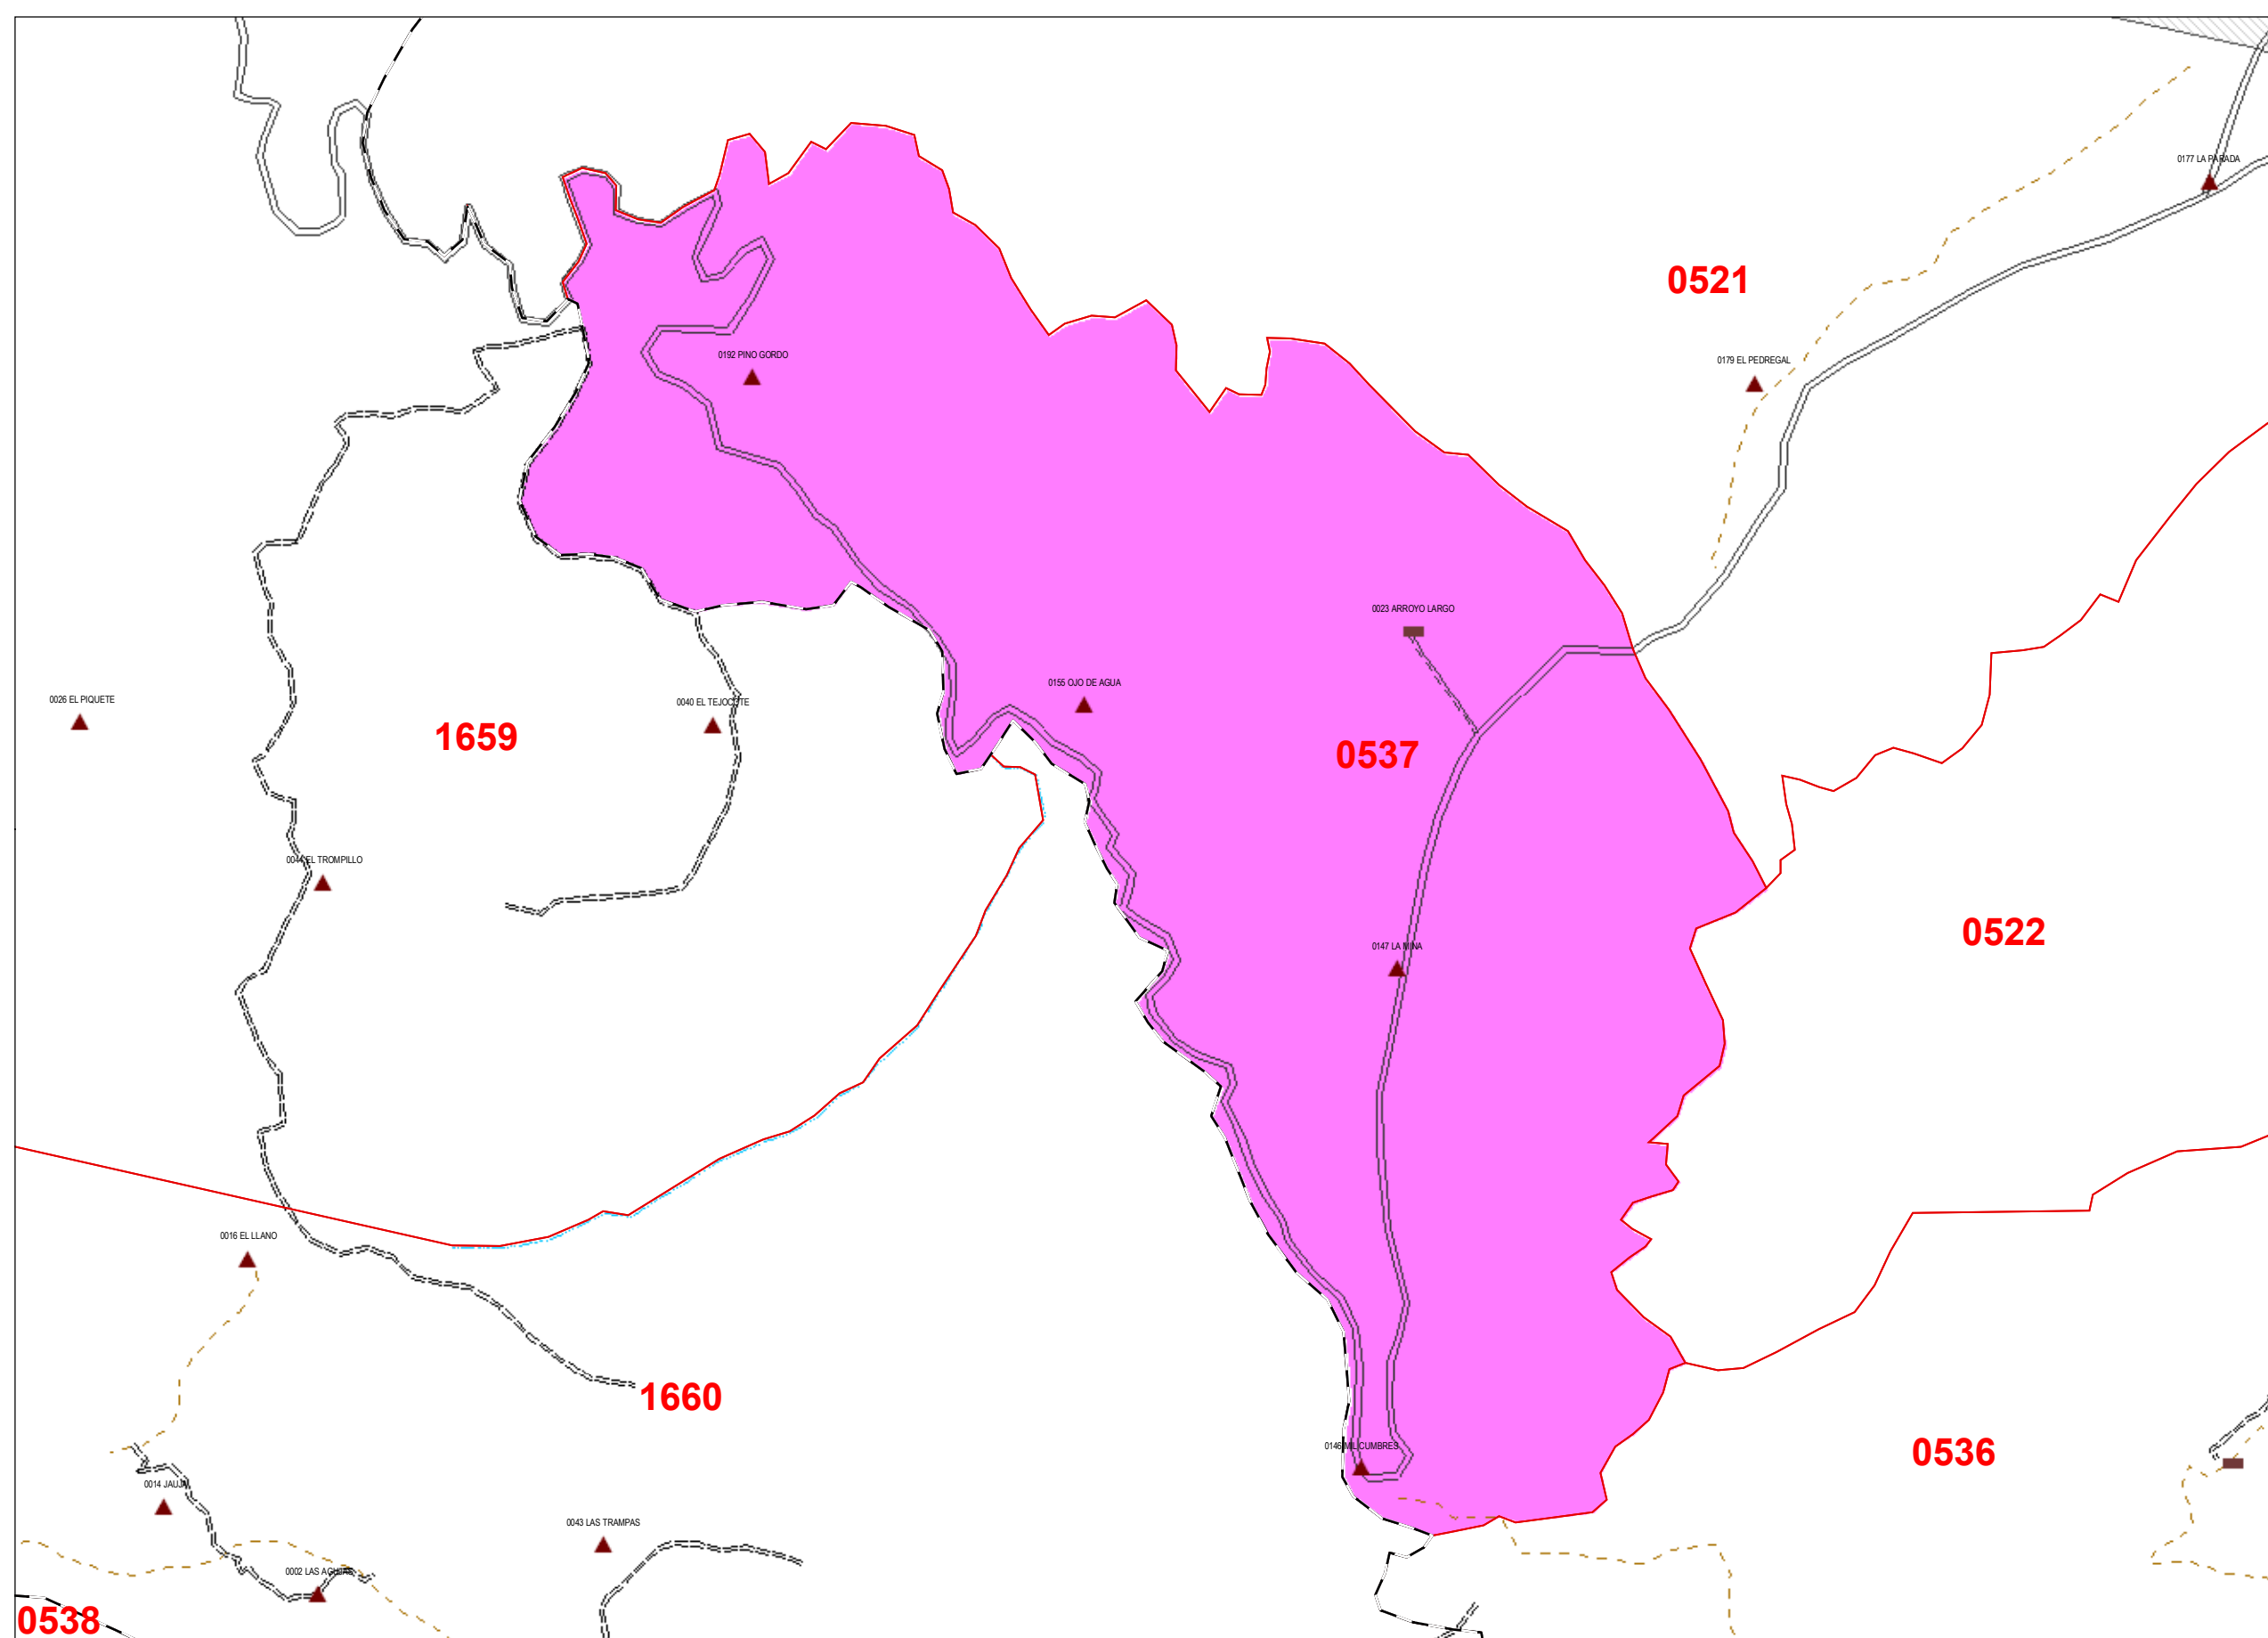 0177 LA PARADA
0521
0192 PINO GORDO
0179 EL PEDREGAL
0023 ARROYO LARGO
0155 OJO DE AGUA
0026 EL PIQUETE
0040 EL TEJOCOTE
1659
0537
0044 EL TROMPILLO
0522
0147 LA MINA
0016 EL LLANO
1660
0146 MIL CUMBRES
0536
0014 JAUJA
0043 LAS TRAMPAS
0002 LAS AGUJAS
0538